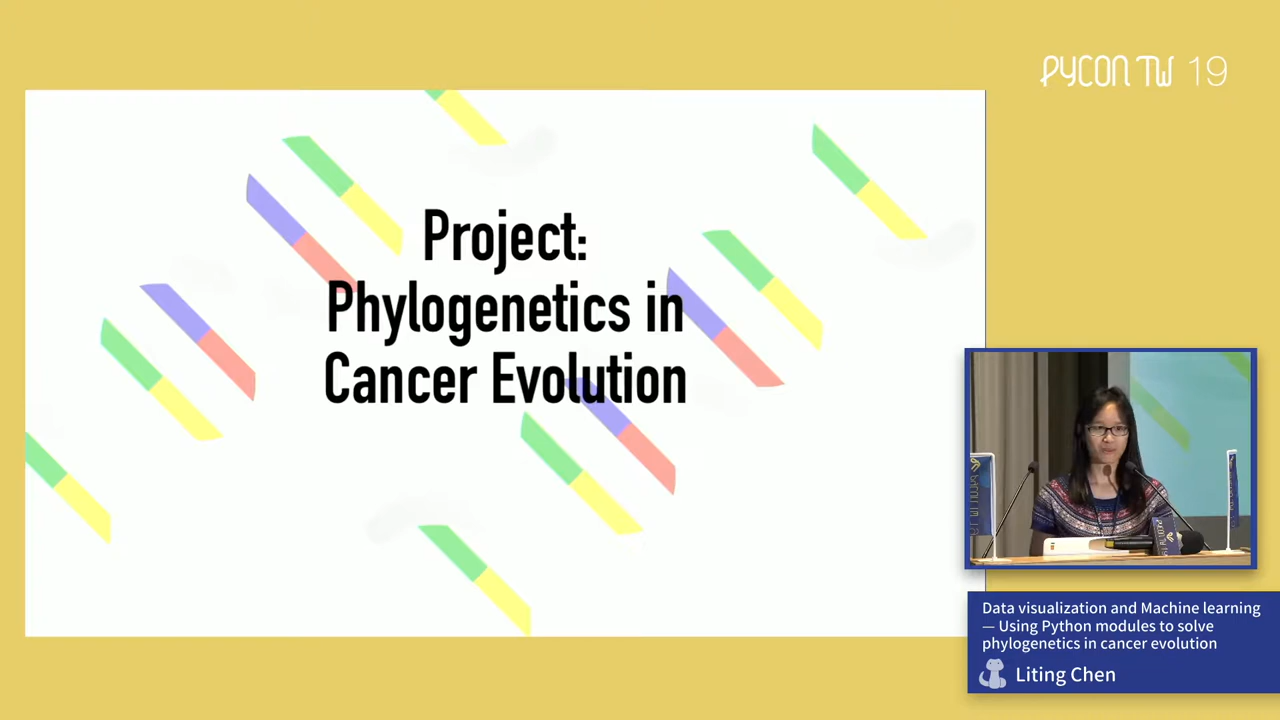 PYCON TW 19
Project:
Phylogenetics in
Cancer Evolution
Data visualization and Machine learning
— Using Python modules to solve
phylogenetics in cancer evolution
Liting Chen